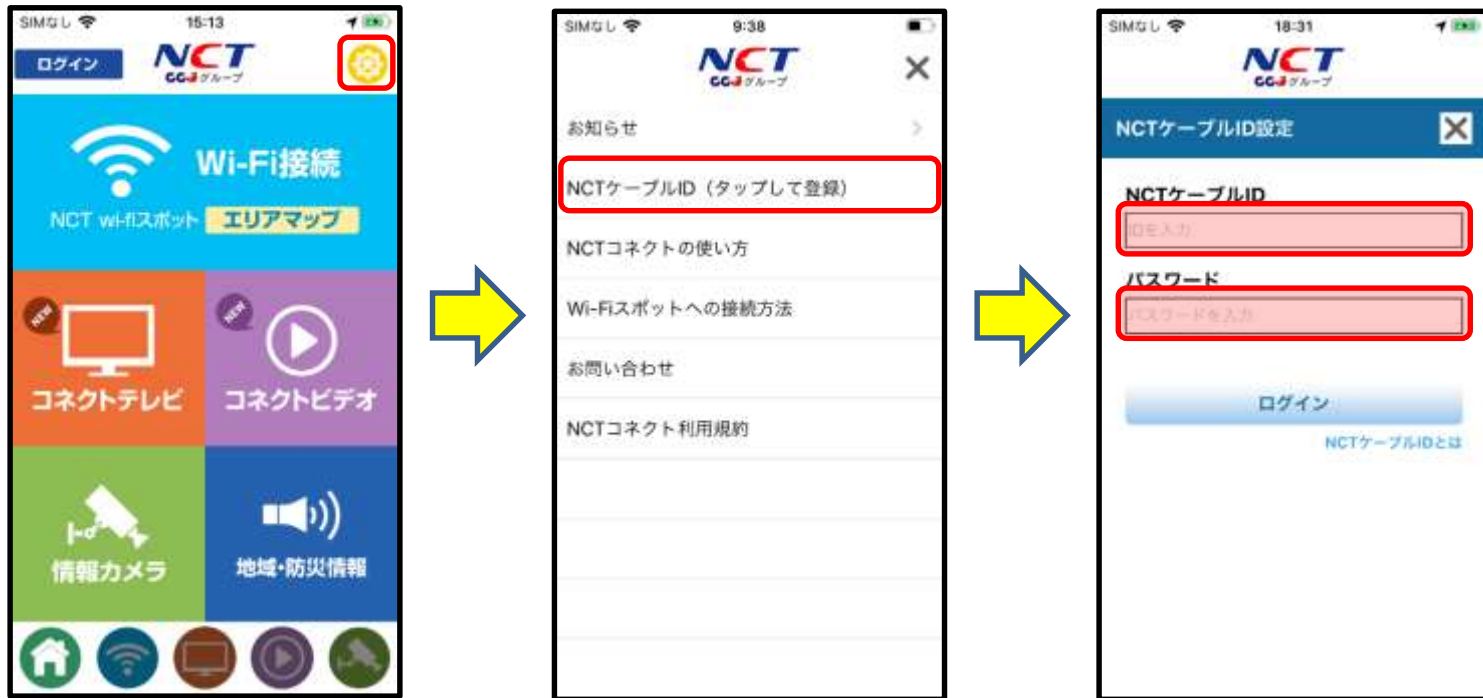 SIMなし 15:13
ログイン
NCT
CCJグループ
Wi-Fi接続
NCT wi-fiスポット エリアマップ
NEW
コネクトテレビ
NEW
コネクトビデオ
情報カメラ
地域・防災情報
SIMなし 9:38
NCT
CCJグループ
お知らせ
NCTケーブルID（タップして登録）
NCTコネクトの使い方
Wi-Fiスポットへの接続方法
お問い合わせ
NCTコネクト利用規約
SIMなし 18:31
NCT
CCJグループ
NCTケーブルID設定
NCTケーブルID
IDを入力
パスワード
パスワードを入力
ログイン
NCTケーブルIDとは